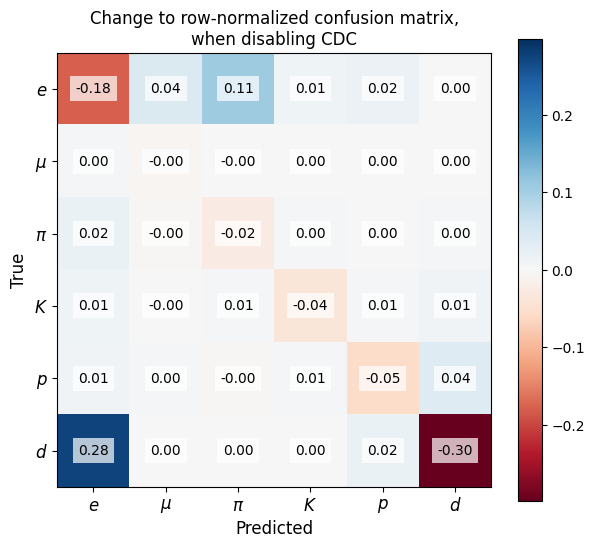 Change to row-normalized confusion matrix,
when disabling CDC
e -0.18 0.04 0.11 0.01 0.02 0.00
μ 0.00 -0.00 -0.00 0.00 0.00 0.00
π 0.02 -0.00 -0.02 0.00 0.00 0.00
K 0.01 -0.00 0.01 -0.04 0.01 0.01
p 0.01 0.00 -0.00 0.01 -0.05 0.04
d 0.28 0.00 0.00 0.00 0.02 -0.30
e μ π K p d
Predicted
True
0.2
0.1
0.0
−0.1
−0.2